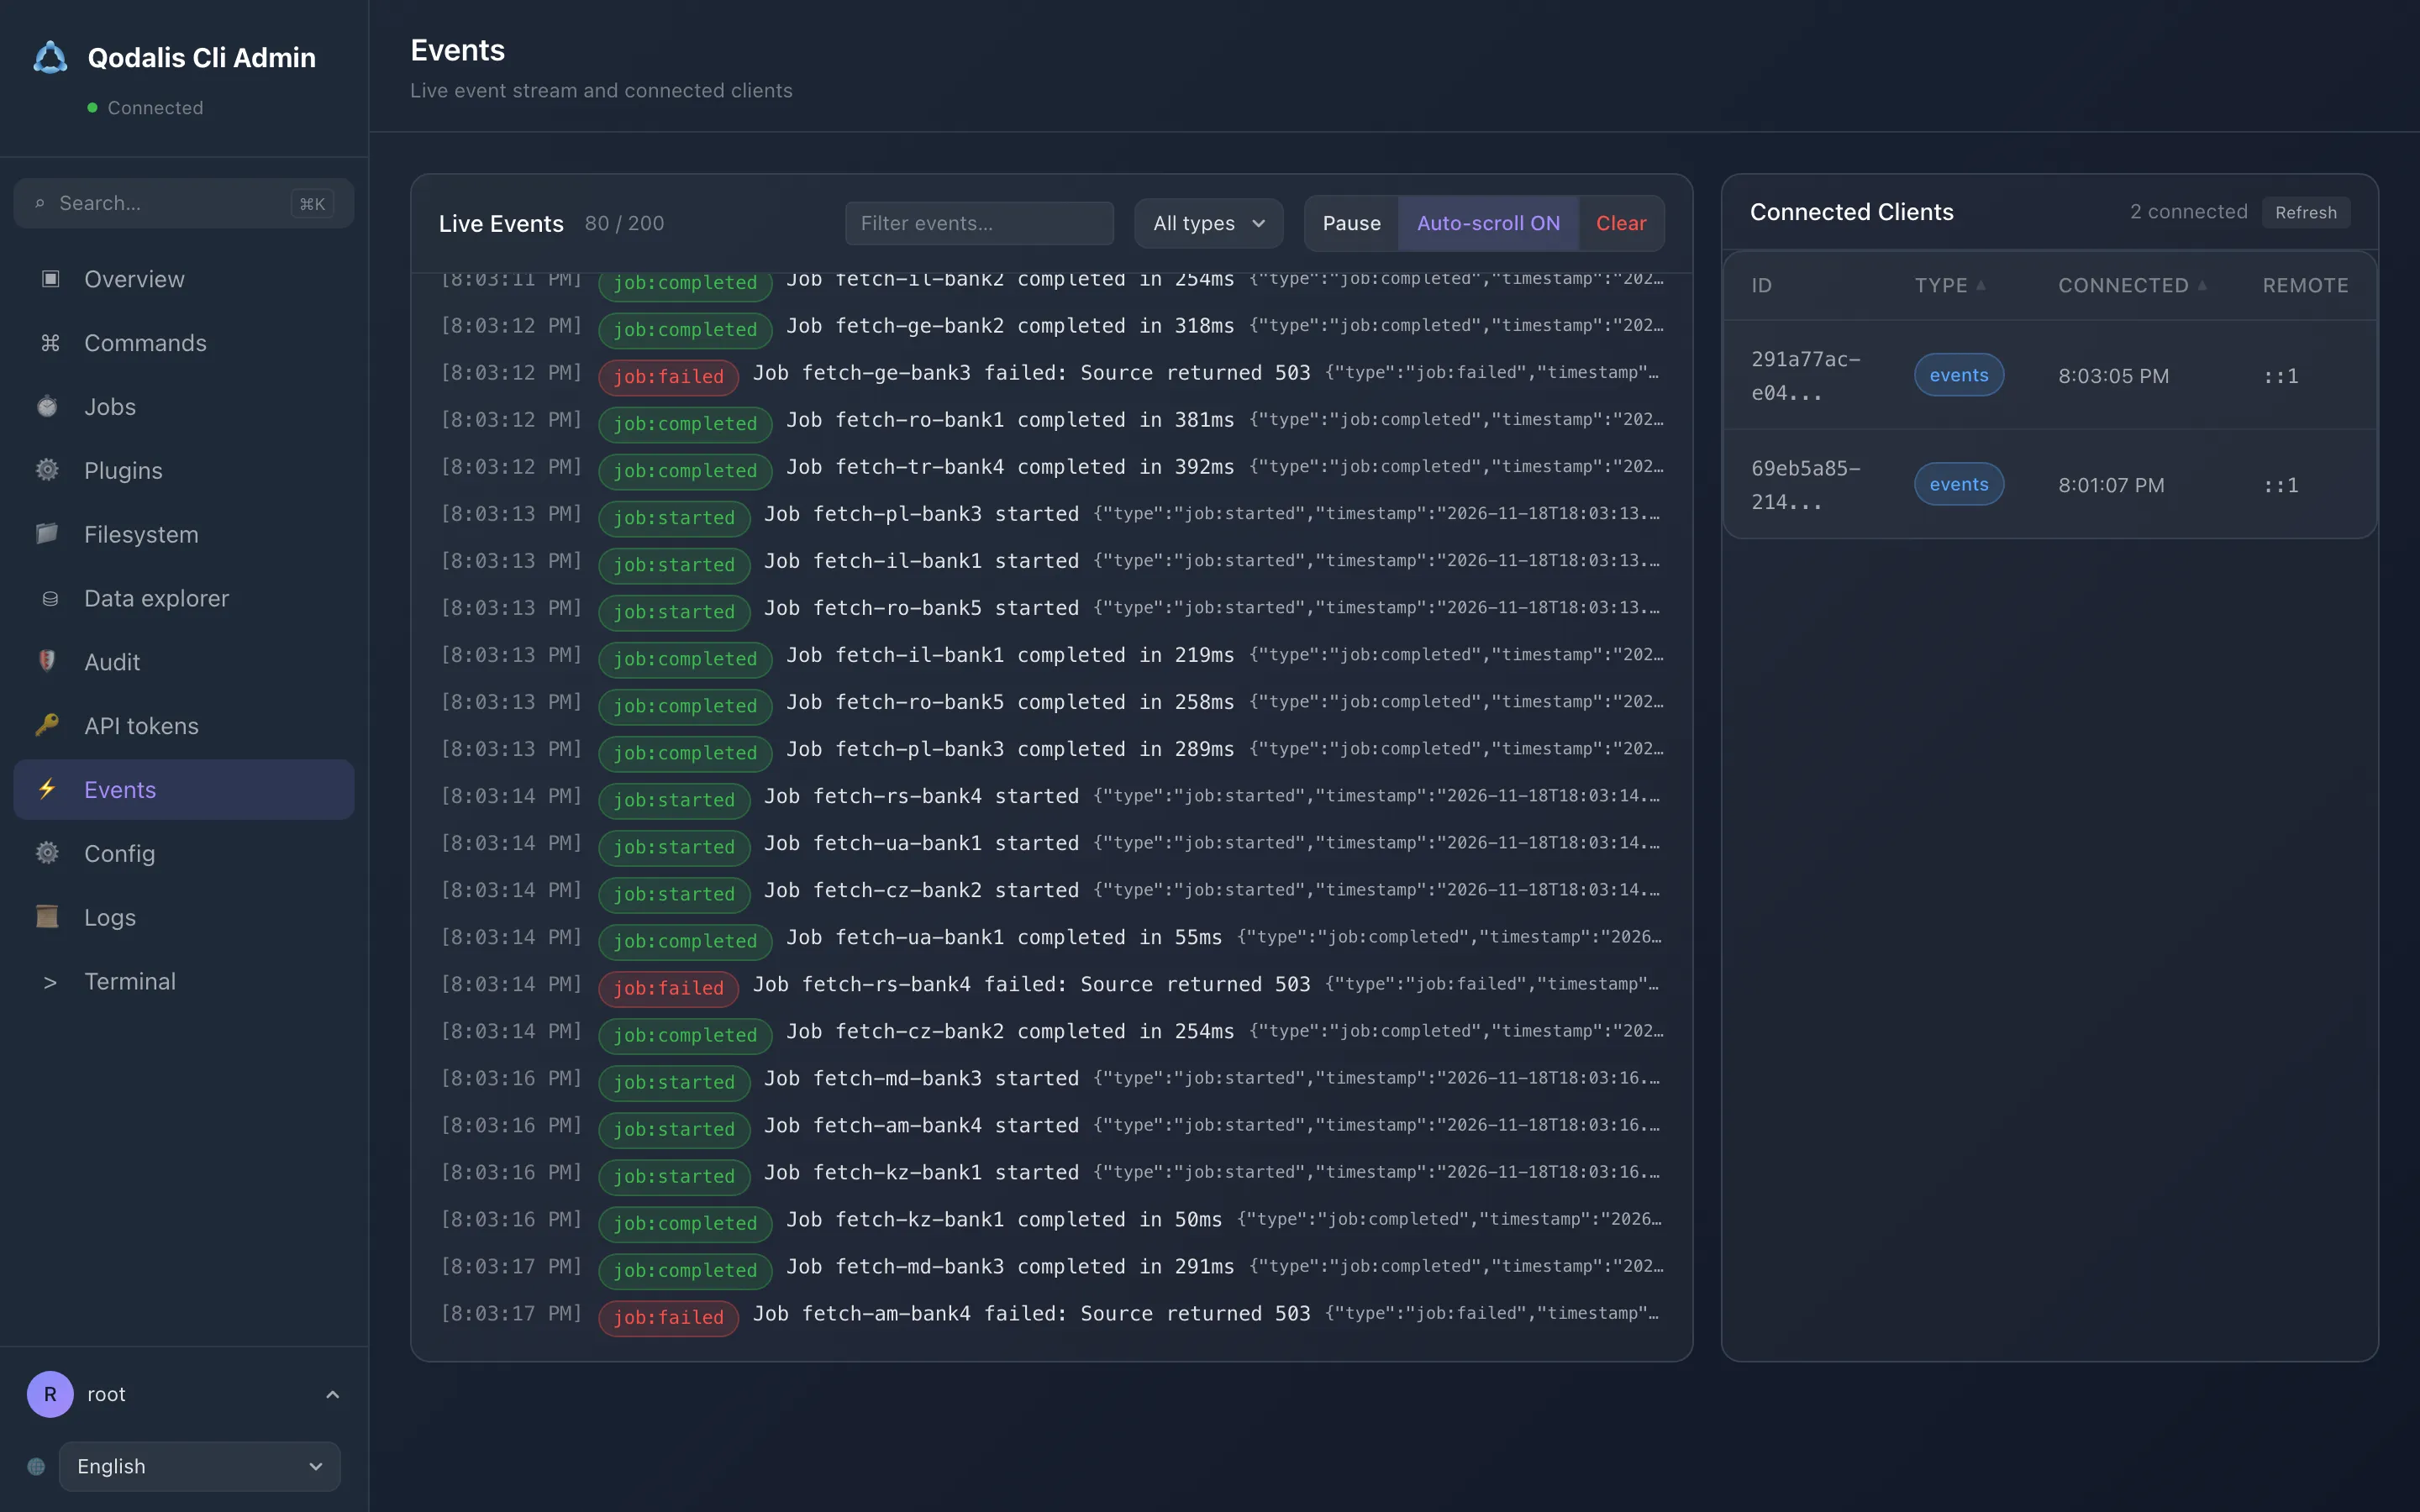 Qodalis Cli Admin
Connected
Search... ⌘K
Overview
Commands
Jobs
Plugins
Filesystem
Data explorer
Audit
API tokens
Events
Config
Logs
Terminal
R root
English
Events
Live event stream and connected clients
Live Events 80 / 200 Filter events... All types Pause Auto-scroll ON Clear
[8:03:11 PM] job:completed Job fetch-il-bank2 completed in 254ms {"type":"job:completed","timestamp":"202…
[8:03:12 PM] job:completed Job fetch-ge-bank2 completed in 318ms {"type":"job:completed","timestamp":"202…
[8:03:12 PM] job:failed Job fetch-ge-bank3 failed: Source returned 503 {"type":"job:failed","timestamp"…
[8:03:12 PM] job:completed Job fetch-ro-bank1 completed in 381ms {"type":"job:completed","timestamp":"202…
[8:03:12 PM] job:completed Job fetch-tr-bank4 completed in 392ms {"type":"job:completed","timestamp":"202…
[8:03:13 PM] job:started Job fetch-pl-bank3 started {"type":"job:started","timestamp":"2026-11-18T18:03:13.…
[8:03:13 PM] job:started Job fetch-il-bank1 started {"type":"job:started","timestamp":"2026-11-18T18:03:13.…
[8:03:13 PM] job:started Job fetch-ro-bank5 started {"type":"job:started","timestamp":"2026-11-18T18:03:13.…
[8:03:13 PM] job:completed Job fetch-il-bank1 completed in 219ms {"type":"job:completed","timestamp":"202…
[8:03:13 PM] job:completed Job fetch-ro-bank5 completed in 258ms {"type":"job:completed","timestamp":"202…
[8:03:13 PM] job:completed Job fetch-pl-bank3 completed in 289ms {"type":"job:completed","timestamp":"202…
[8:03:14 PM] job:started Job fetch-rs-bank4 started {"type":"job:started","timestamp":"2026-11-18T18:03:14.…
[8:03:14 PM] job:started Job fetch-ua-bank1 started {"type":"job:started","timestamp":"2026-11-18T18:03:14.…
[8:03:14 PM] job:started Job fetch-cz-bank2 started {"type":"job:started","timestamp":"2026-11-18T18:03:14.…
[8:03:14 PM] job:completed Job fetch-ua-bank1 completed in 55ms {"type":"job:completed","timestamp":"2026…
[8:03:14 PM] job:failed Job fetch-rs-bank4 failed: Source returned 503 {"type":"job:failed","timestamp"…
[8:03:14 PM] job:completed Job fetch-cz-bank2 completed in 254ms {"type":"job:completed","timestamp":"202…
[8:03:16 PM] job:started Job fetch-md-bank3 started {"type":"job:started","timestamp":"2026-11-18T18:03:16.…
[8:03:16 PM] job:started Job fetch-am-bank4 started {"type":"job:started","timestamp":"2026-11-18T18:03:16.…
[8:03:16 PM] job:started Job fetch-kz-bank1 started {"type":"job:started","timestamp":"2026-11-18T18:03:16.…
[8:03:16 PM] job:completed Job fetch-kz-bank1 completed in 50ms {"type":"job:completed","timestamp":"2026…
[8:03:17 PM] job:completed Job fetch-md-bank3 completed in 291ms {"type":"job:completed","timestamp":"202…
[8:03:17 PM] job:failed Job fetch-am-bank4 failed: Source returned 503 {"type":"job:failed","timestamp"…
Connected Clients 2 connected Refresh
ID TYPE CONNECTED REMOTE
291a77ac-
e04... events 8:03:05 PM ::1
69eb5a85-
214... events 8:01:07 PM ::1